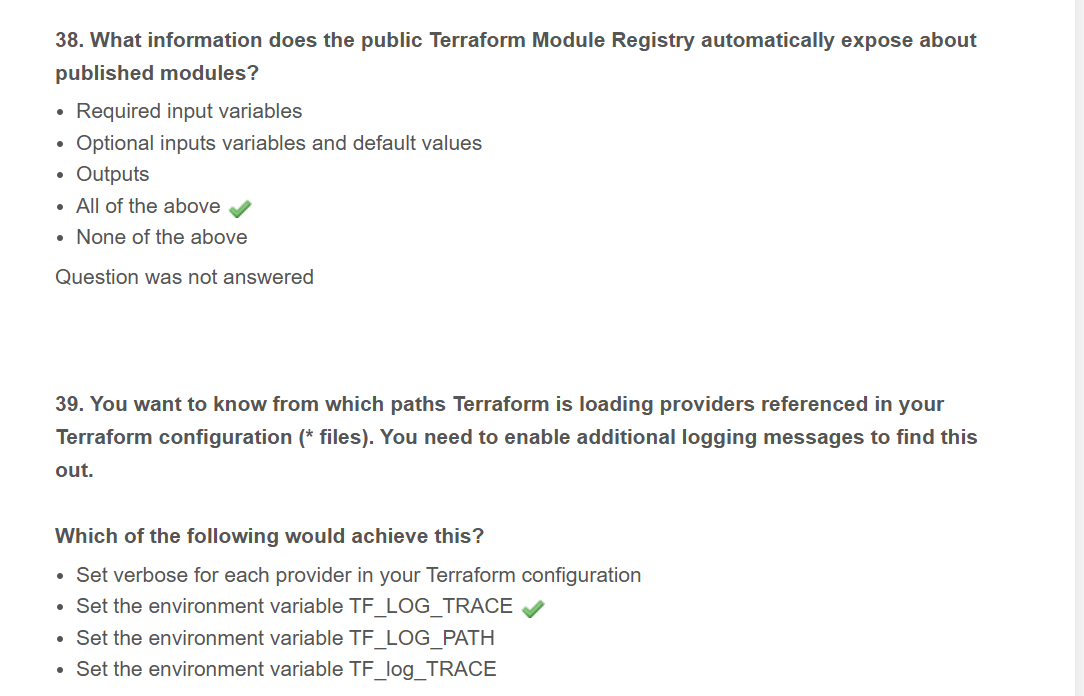 38. What information does the public Terraform Module Registry automatically expose about
published modules?
• Required input variables
• Optional inputs variables and default values
• Outputs
• All of the above
• None of the above
Question was not answered
39. You want to know from which paths Terraform is loading providers referenced in your
Terraform configuration (* files). You need to enable additional logging messages to find this
out.
Which of the following would achieve this?
• Set verbose for each provider in your Terraform configuration
• Set the environment variable TF_LOG_TRACE
• Set the environment variable TF_LOG_PATH
• Set the environment variable TF_log_TRACE